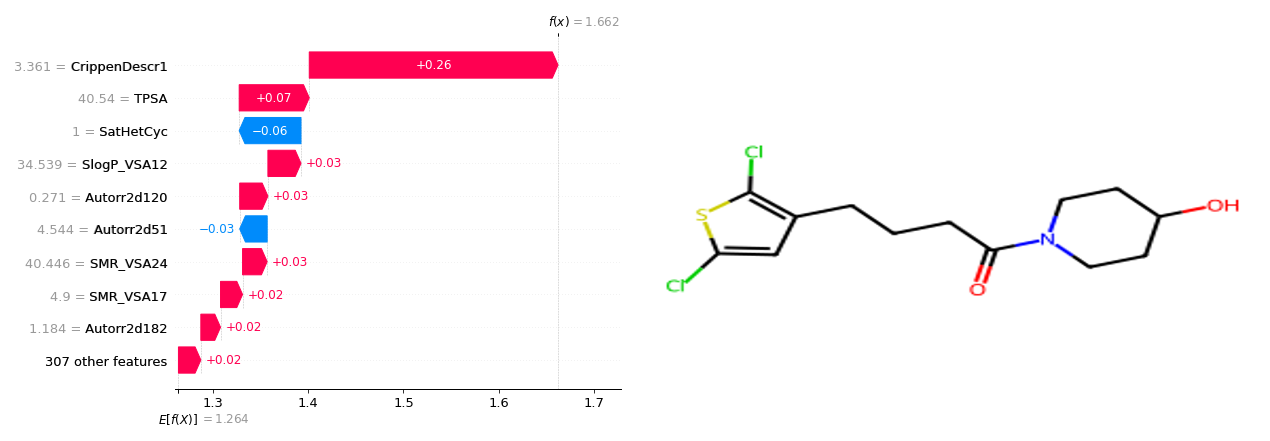 f(x) = 1.662
3.361 = CrippenDescr1
+0.26
40.54 = TPSA
+0.07
1 = SatHetCyc
−0.06
34.539 = SlogP_VSA12
+0.03
0.271 = Autorr2d120
+0.03
4.544 = Autorr2d51
−0.03
40.446 = SMR_VSA24
+0.03
4.9 = SMR_VSA17
+0.02
1.184 = Autorr2d182
+0.02
307 other features
+0.02
1.3 1.4 1.5 1.6 1.7
E[f(X)] = 1.264
Cl
S
Cl
O
N
OH